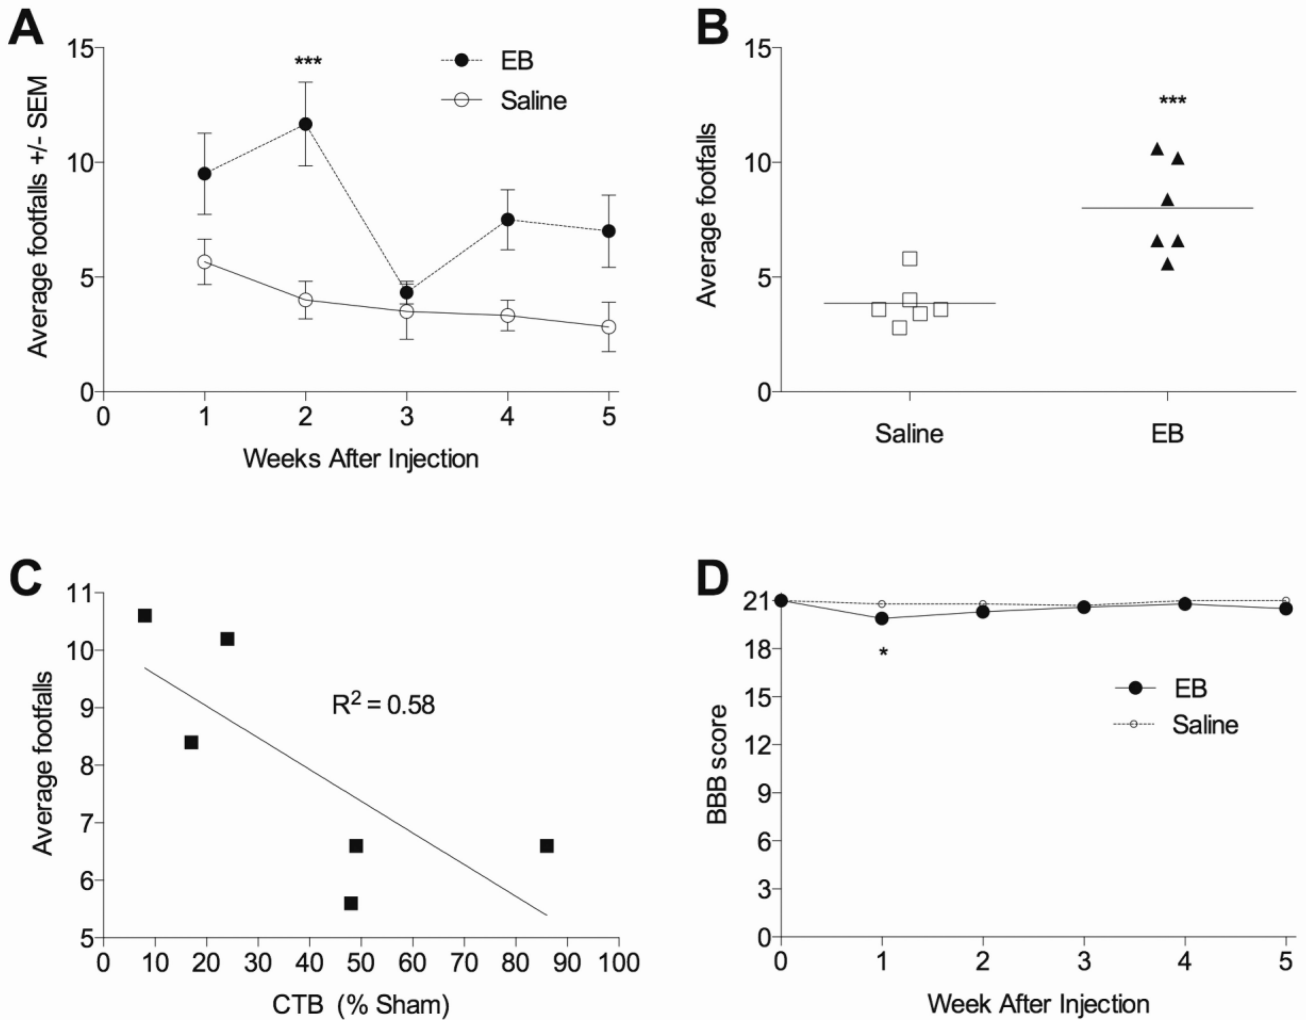 A
15
10
5
0
Average footfalls +/- SEM
***
EB
Saline
0 1 2 3 4 5
Weeks After Injection
B
15
10
5
0
Average footfalls
***
Saline EB
C
11
10
9
8
7
6
5
Average footfalls
R² = 0.58
0 10 20 30 40 50 60 70 80 90 100
CTB (% Sham)
D
21
18
15
12
9
6
3
0
BBB score
*
EB
Saline
0 1 2 3 4 5
Week After Injection